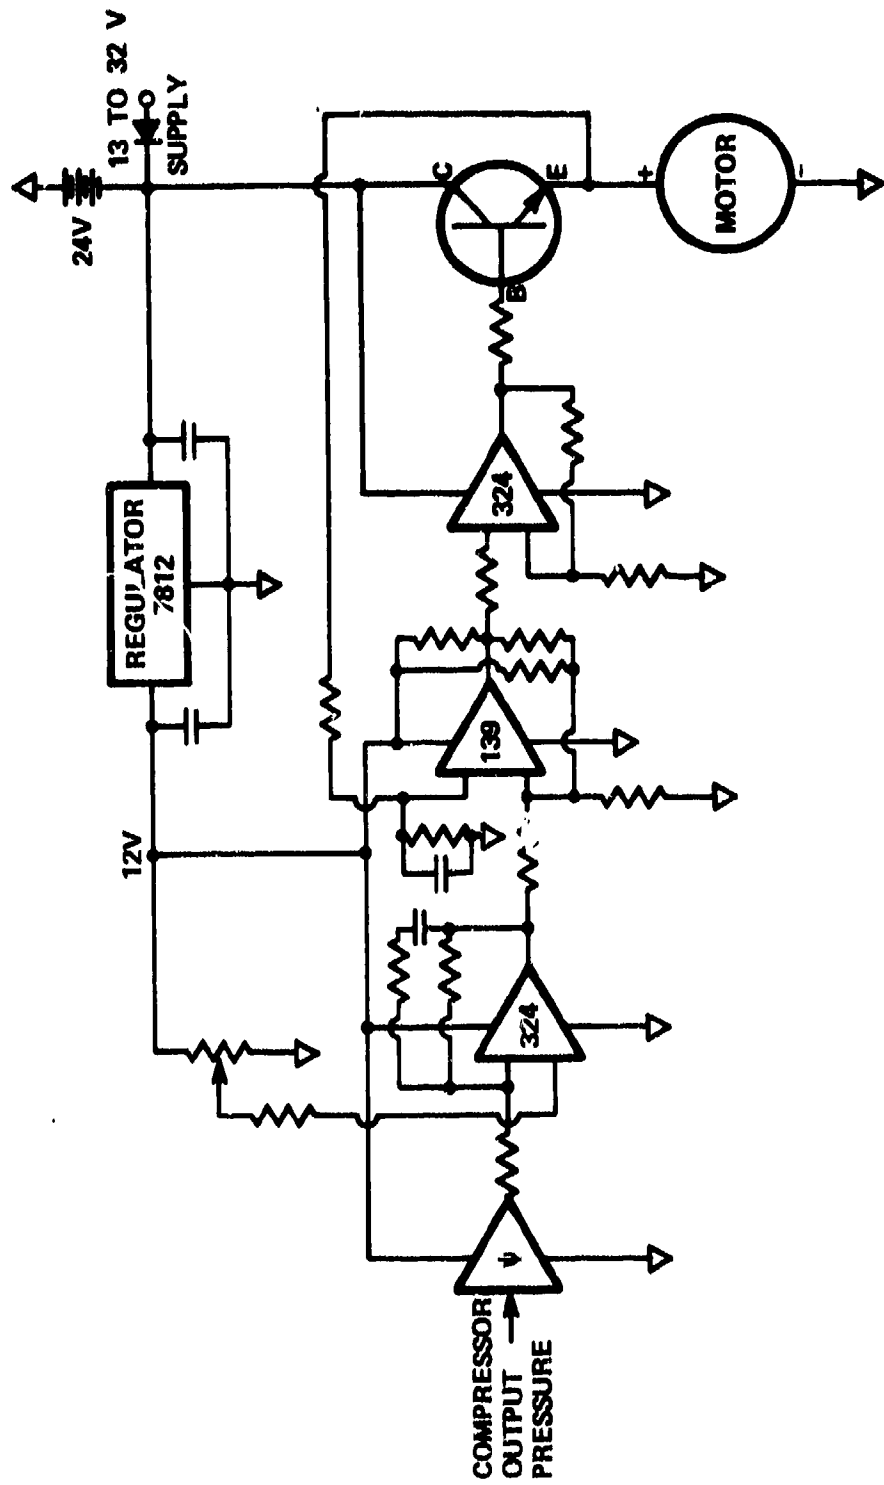 13 TO 32 V
SUPPLY
24V
REGULATOR
7812
12V
C
E
B
+
MOTOR
-
324
139
324
ψ
COMPRESSOR
OUTPUT
PRESSURE